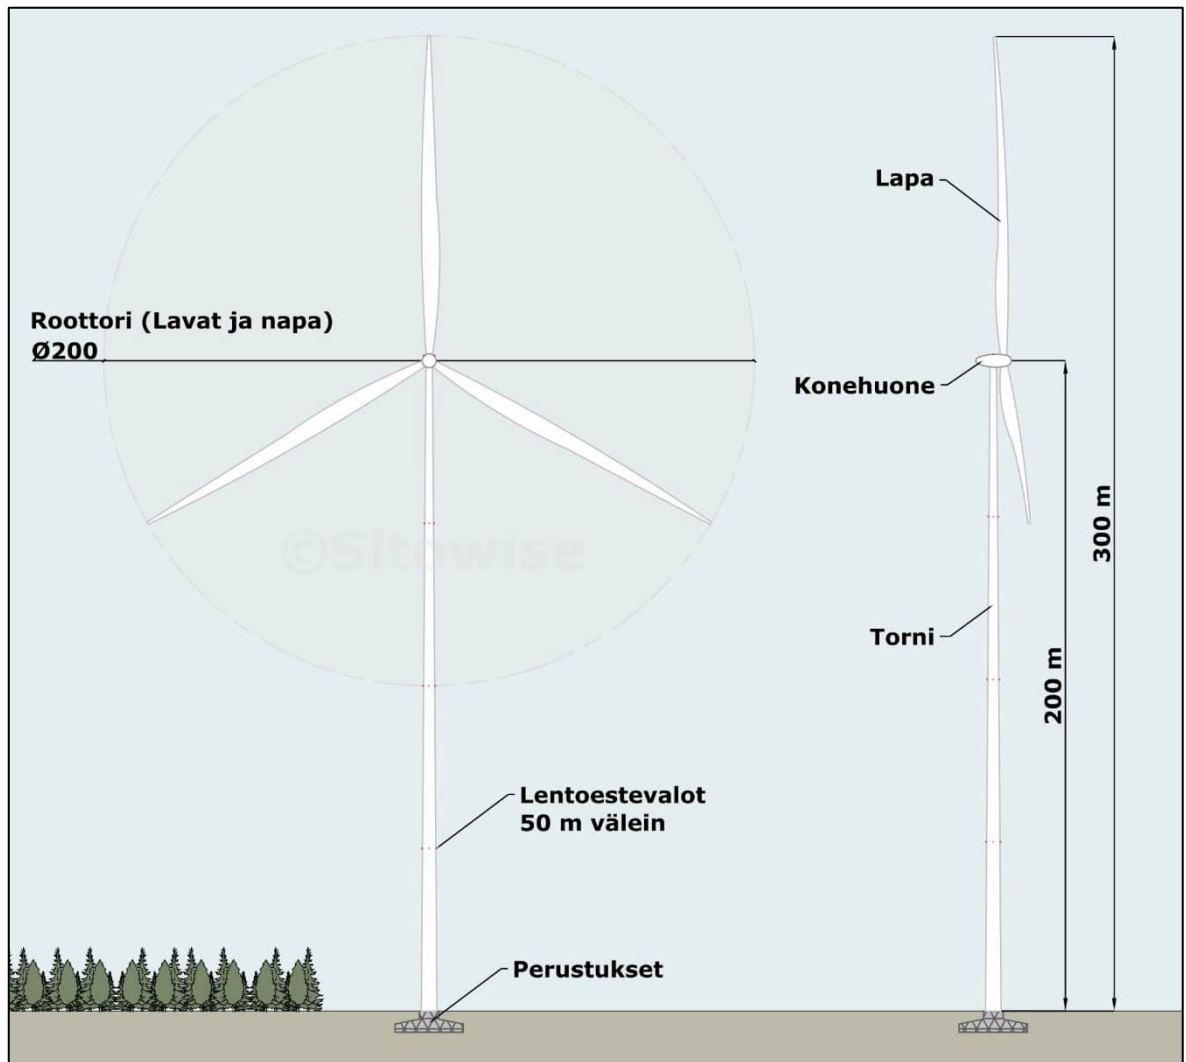 Lapa
Roottori (Lavat ja napa)
Ø200
Konehuone
300 m
©Sitowise
Torni
200 m
Lentoestevalot
50 m välein
Perustukset